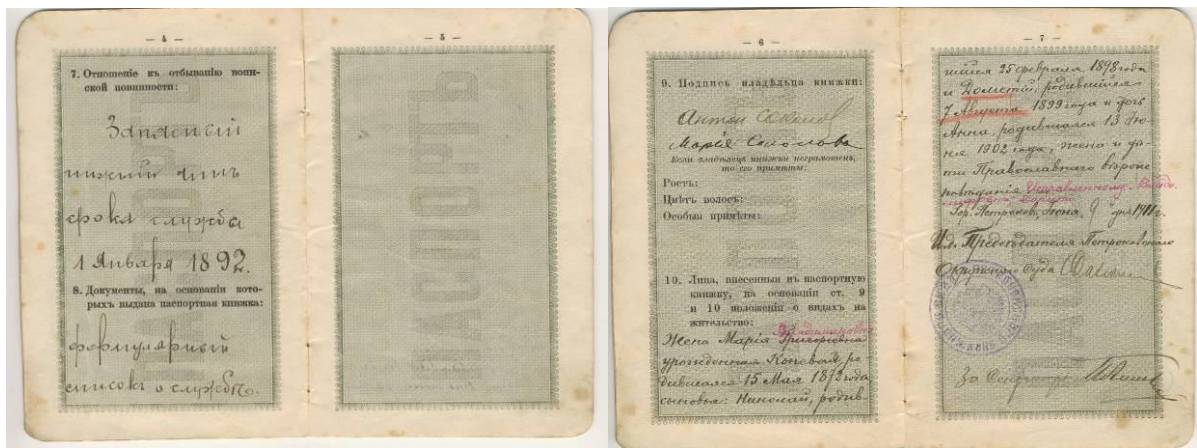 — 4 —
7. Отношеніе къ отбыванію воин-
ской повинности:
Запасный
нижній чинъ
срока службы
1 Января 1892.
8. Документы, на основаніи кото-
рыхъ выдана паспортная книжка:
формулярный
списокъ о службѣ.
— 5 —
— 6 —
9. Подпись владѣльца книжки:
Антон Соколов
Марія Соколова
Если владѣлецъ книжки неграмотенъ,
то его примѣты:
Ростъ:
Цвѣтъ волосъ:
Особыя примѣты:
10. Лица, внесенныя въ паспортную
книжку, на основаніи ст. 9
и 10 положенія о видахъ на
жительство:
Жена Марія Григорьевна
урожденная Конева, ро-
дившаяся 15 Мая 1872 года
сыновья: Николай, родив-
— 7 —
шійся 25 февраля 1898 года
и Дометій, родившійся
7 Августа 1899 года и дочь
Анна, родившаяся 13 Iю-
ня 1902 года, жена и дѣ-
ти Православнаго вѣроис-
повѣданія Исправленному
Гор. Петроковъ, Iюня 9 дня 1911 г.
И.д. Предсѣдателя Петроковскаго
Окружнаго Суда
За Секретаря